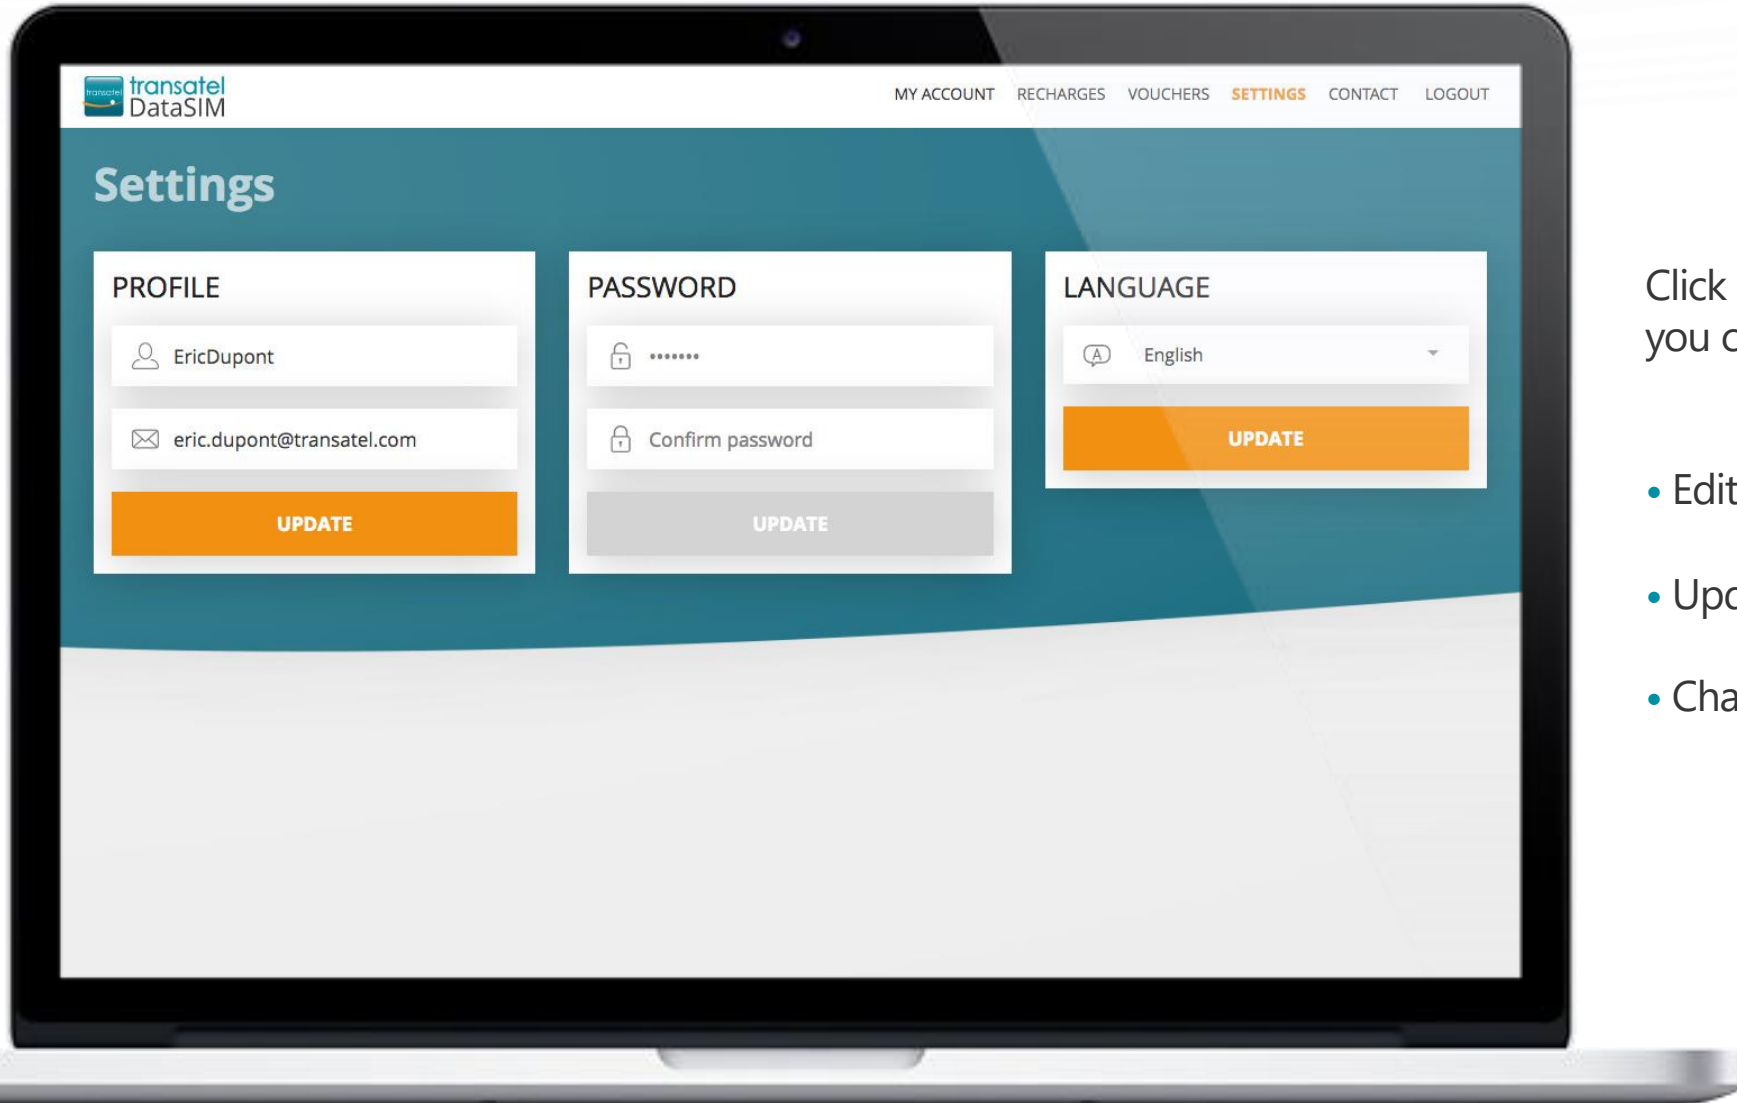 transatel
transatel
DataSIM
MY ACCOUNT RECHARGES VOUCHERS SETTINGS CONTACT LOGOUT
Settings
PROFILE
EricDupont
eric.dupont@transatel.com
UPDATE
PASSWORD
•••••••
Confirm password
UPDATE
LANGUAGE
A
English
UPDATE
Click
you
• Edit